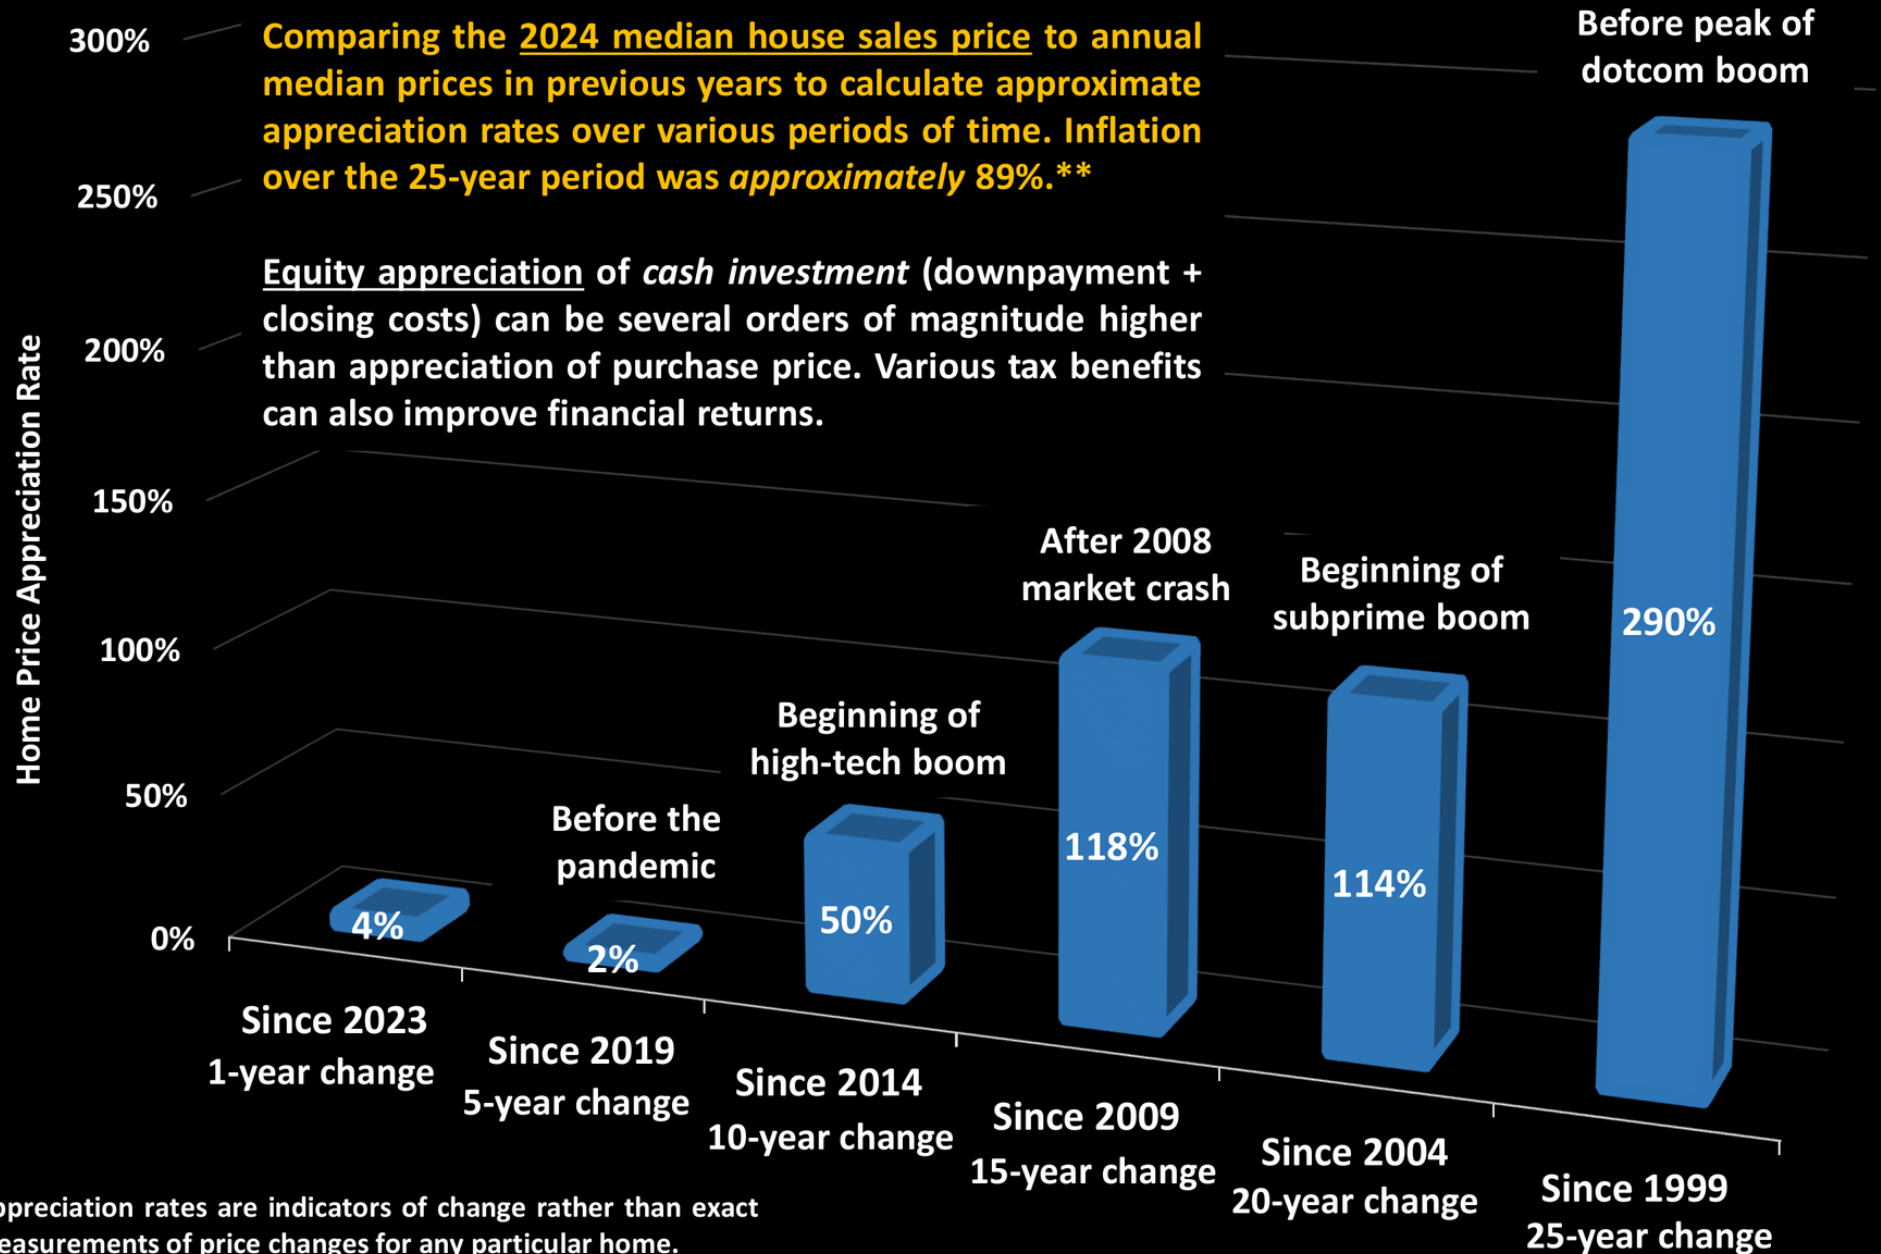 Comparing the 2024 median house sales price to annual
median prices in previous years to calculate approximate
appreciation rates over various periods of time. Inflation
over the 25-year period was approximately 89%.**
Equity appreciation of cash investment (downpayment +
closing costs) can be several orders of magnitude higher
than appreciation of purchase price. Various tax benefits
can also improve financial returns.
Home Price Appreciation Rate
300%
250%
200%
150%
100%
50%
0%
Before the
pandemic
Beginning of
high-tech boom
After 2008
market crash
Beginning of
subprime boom
Before peak of
dotcom boom
4%
2%
50%
118%
114%
290%
Since 2023
1-year change
Since 2019
5-year change
Since 2014
10-year change
Since 2009
15-year change
Since 2004
20-year change
Since 1999
25-year change
ppreciation rates are indicators of change rather than exact
easurements of price changes for any particular home.